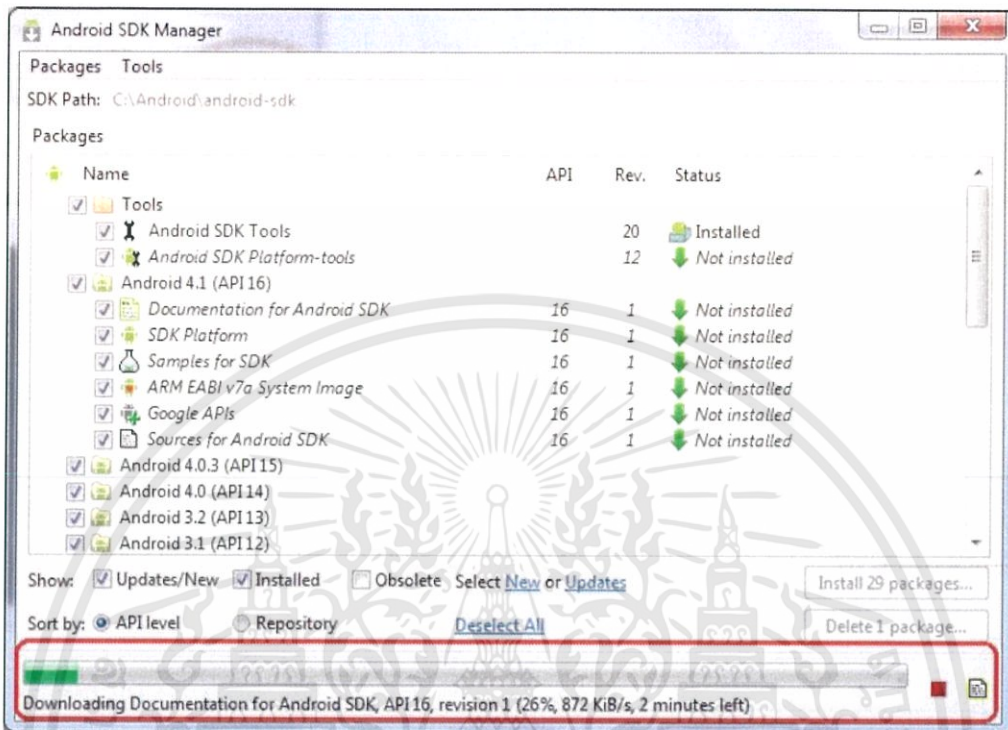 Android SDK Manager
Packages Tools
SDK Path: C:\Android\android-sdk
Packages
Name API Rev. Status
Tools
Android SDK Tools 20 Installed
Android SDK Platform-tools 12 Not installed
Android 4.1 (API 16)
Documentation for Android SDK 16 1 Not installed
SDK Platform 16 1 Not installed
Samples for SDK 16 1 Not installed
ARM EABI v7a System Image 16 1 Not installed
Google APIs 16 1 Not installed
Sources for Android SDK 16 1 Not installed
Android 4.0.3 (API 15)
Android 4.0 (API 14)
Android 3.2 (API 13)
Android 3.1 (API 12)
Show: Updates/New Installed Obsolete Select New or Updates Install 29 packages...
Sort by: API level Repository Deselect All Delete 1 package...
Downloading Documentation for Android SDK, API 16, revision 1 (26%, 872 KiB/s, 2 minutes left)